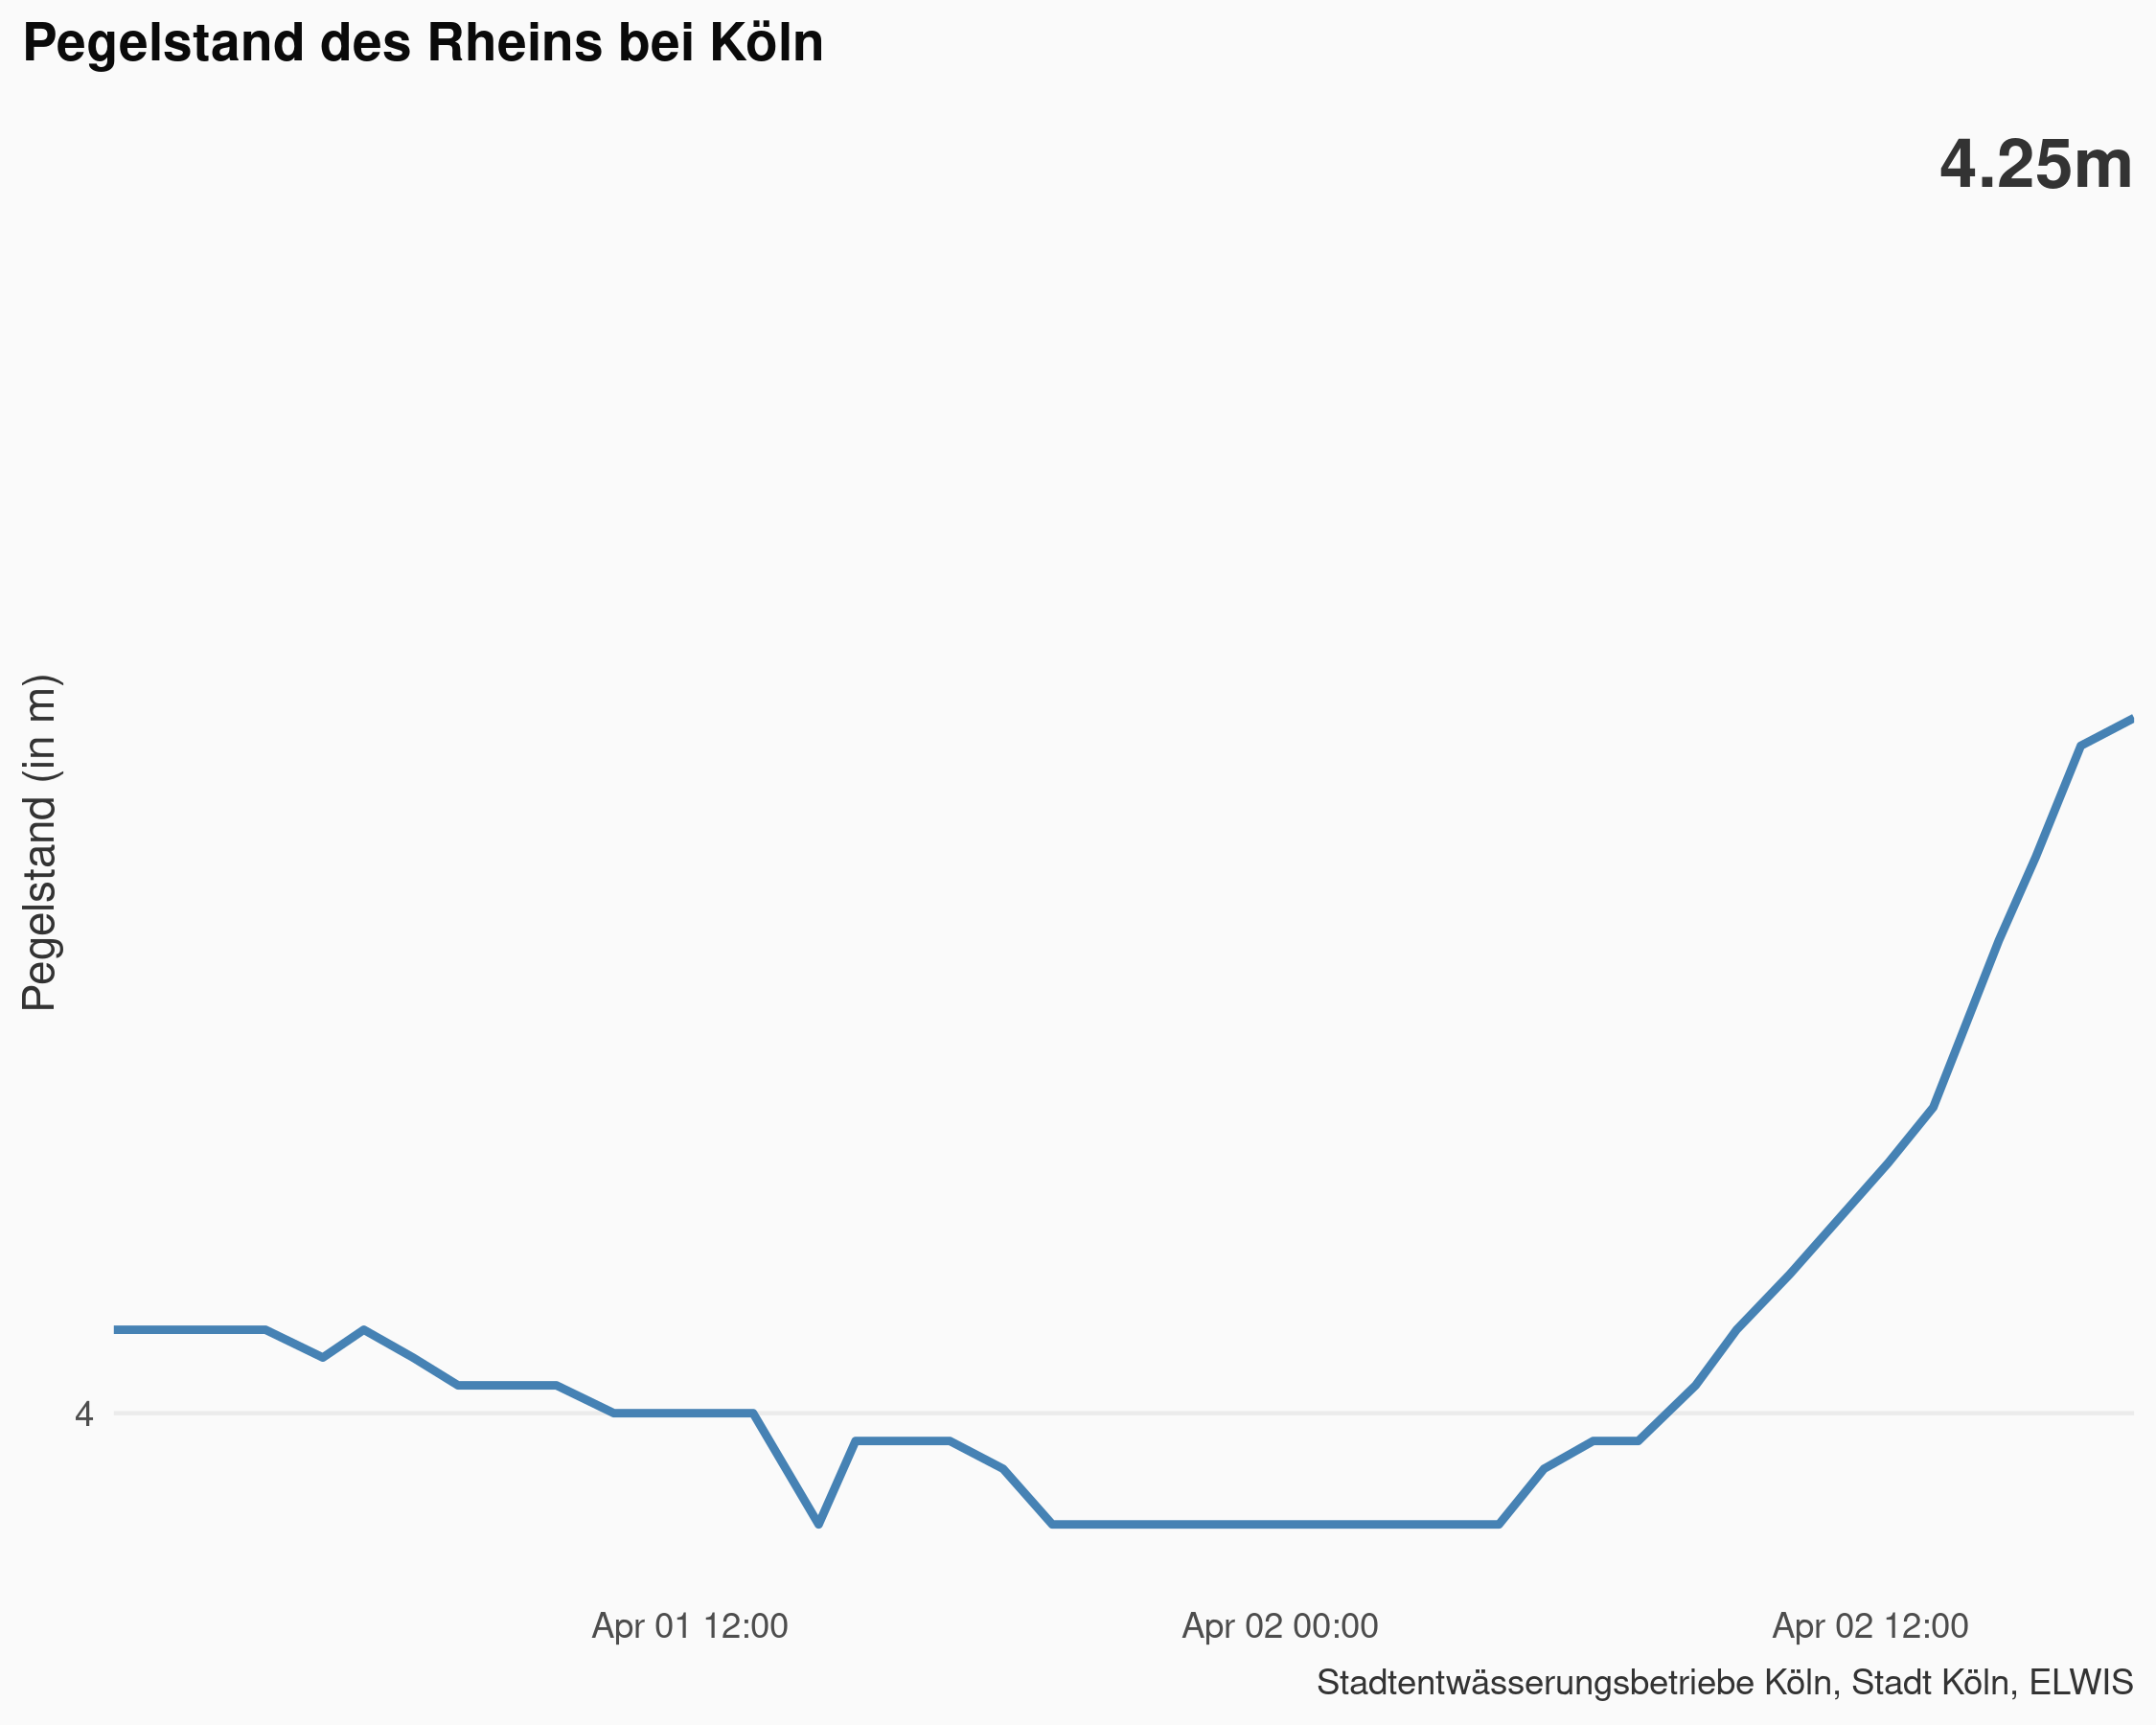 Pegelstand des Rheins bei Köln
4.25m
Pegelstand (in m)
4
Apr 01 12:00
Apr 02 00:00
Apr 02 12:00
Stadtentwässerungsbetriebe Köln, Stadt Köln, ELWIS